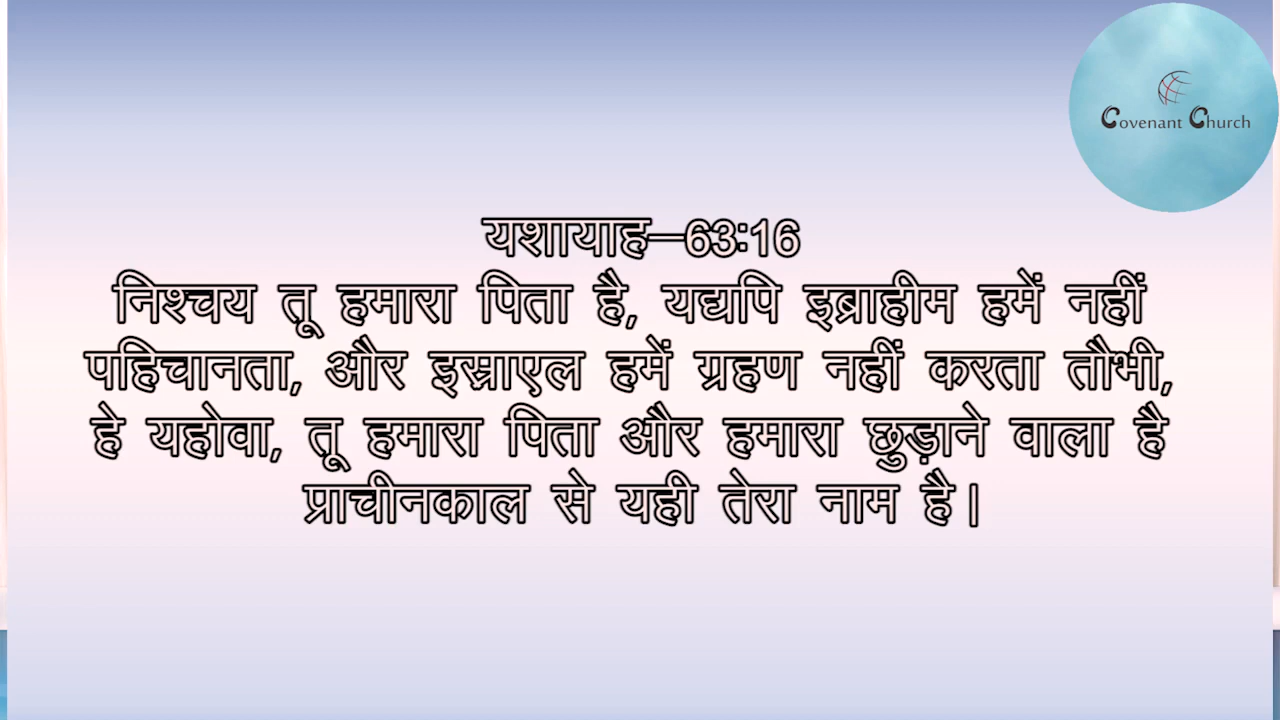 Covenant Church
यशायाह–63:16
निश्चय तू हमारा पिता है, यद्यपि इब्राहीम हमें नहीं
पहिचानता, और इस्राएल हमें ग्रहण नहीं करता तौभी,
हे यहोवा, तू हमारा पिता और हमारा छुड़ाने वाला है
प्राचीनकाल से यही तेरा नाम है |